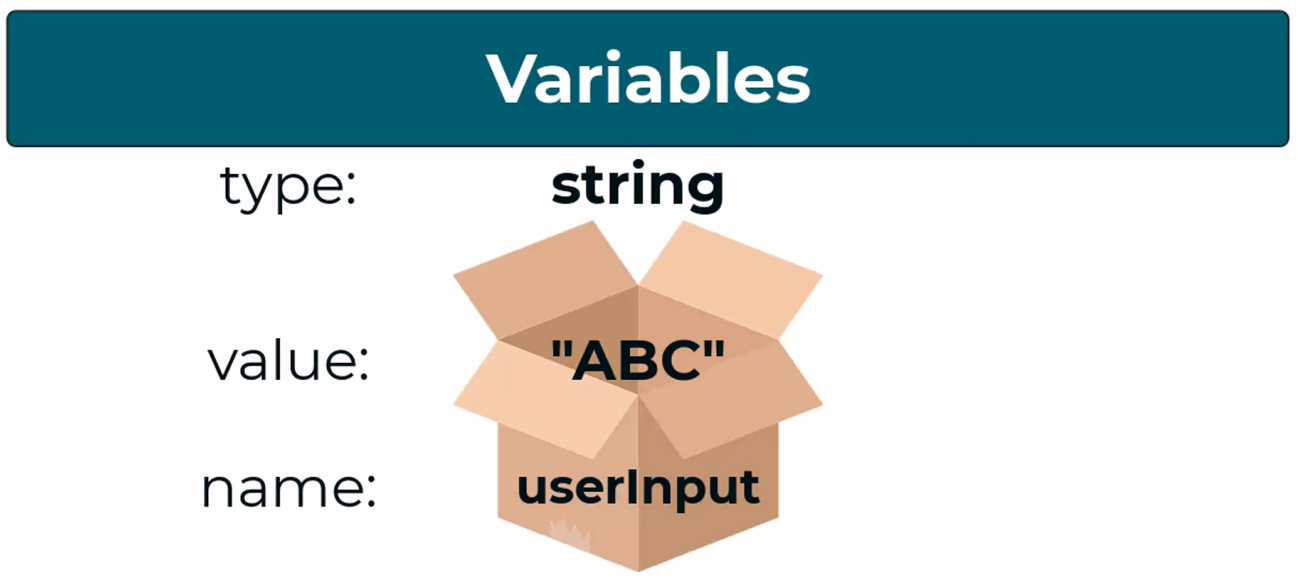 Variables
type: string
value: "ABC"
name: userInput